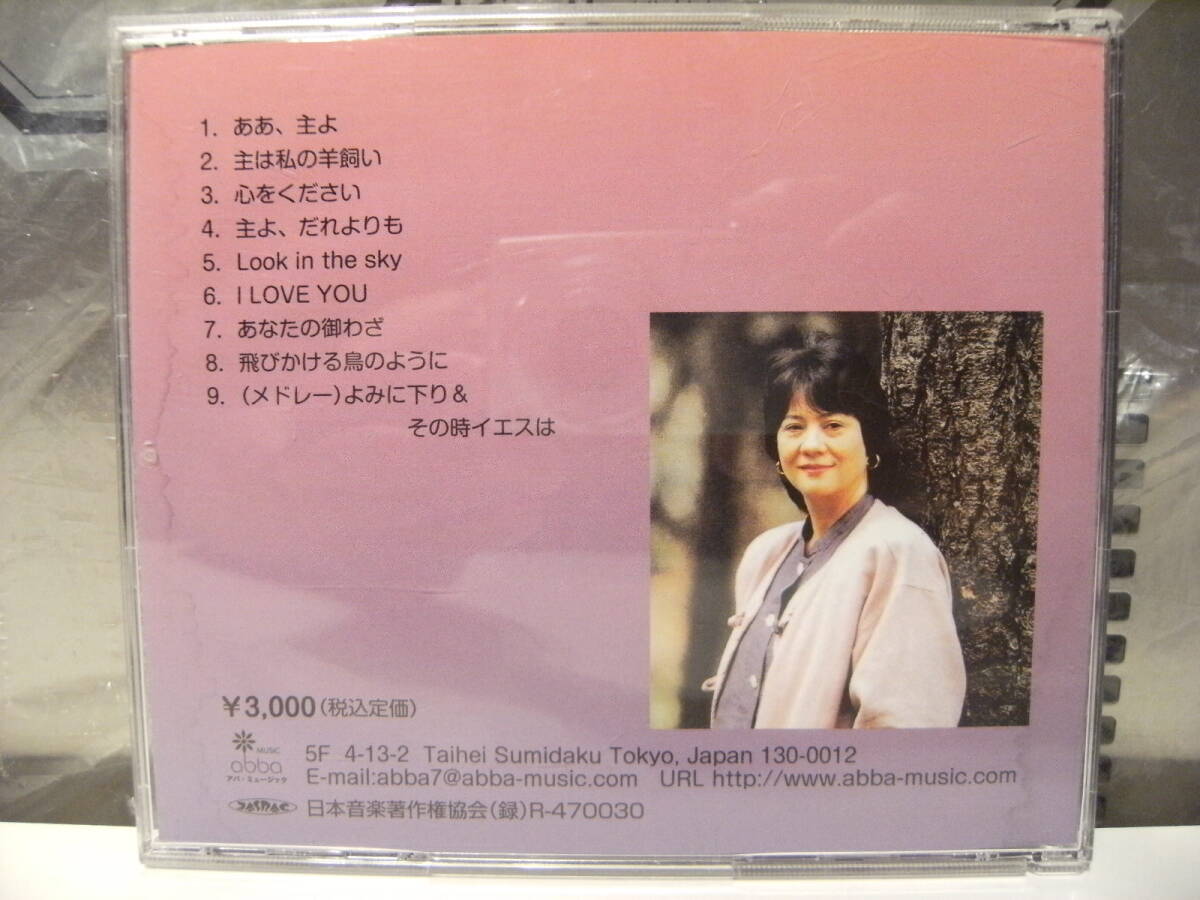 1. ああ、主よ
2. 主は私の羊飼い
3. 心をください
4. 主よ、だれよりも
5. Look in the sky
6. I LOVE YOU
7. あなたの御わざ
8. 飛びかける鳥のように
9. (メドレー)よみに下り＆
その時イエスは
¥3,000(税込定価)
MUSIC
abba
アバ・ミュージック
5F 4-13-2 Taihei Sumidaku Tokyo, Japan 130-0012
E-mail:abba7@abba-music.com URL http://www.abba-music.com
JASRAC 日本音楽著作権協会(録)R-470030